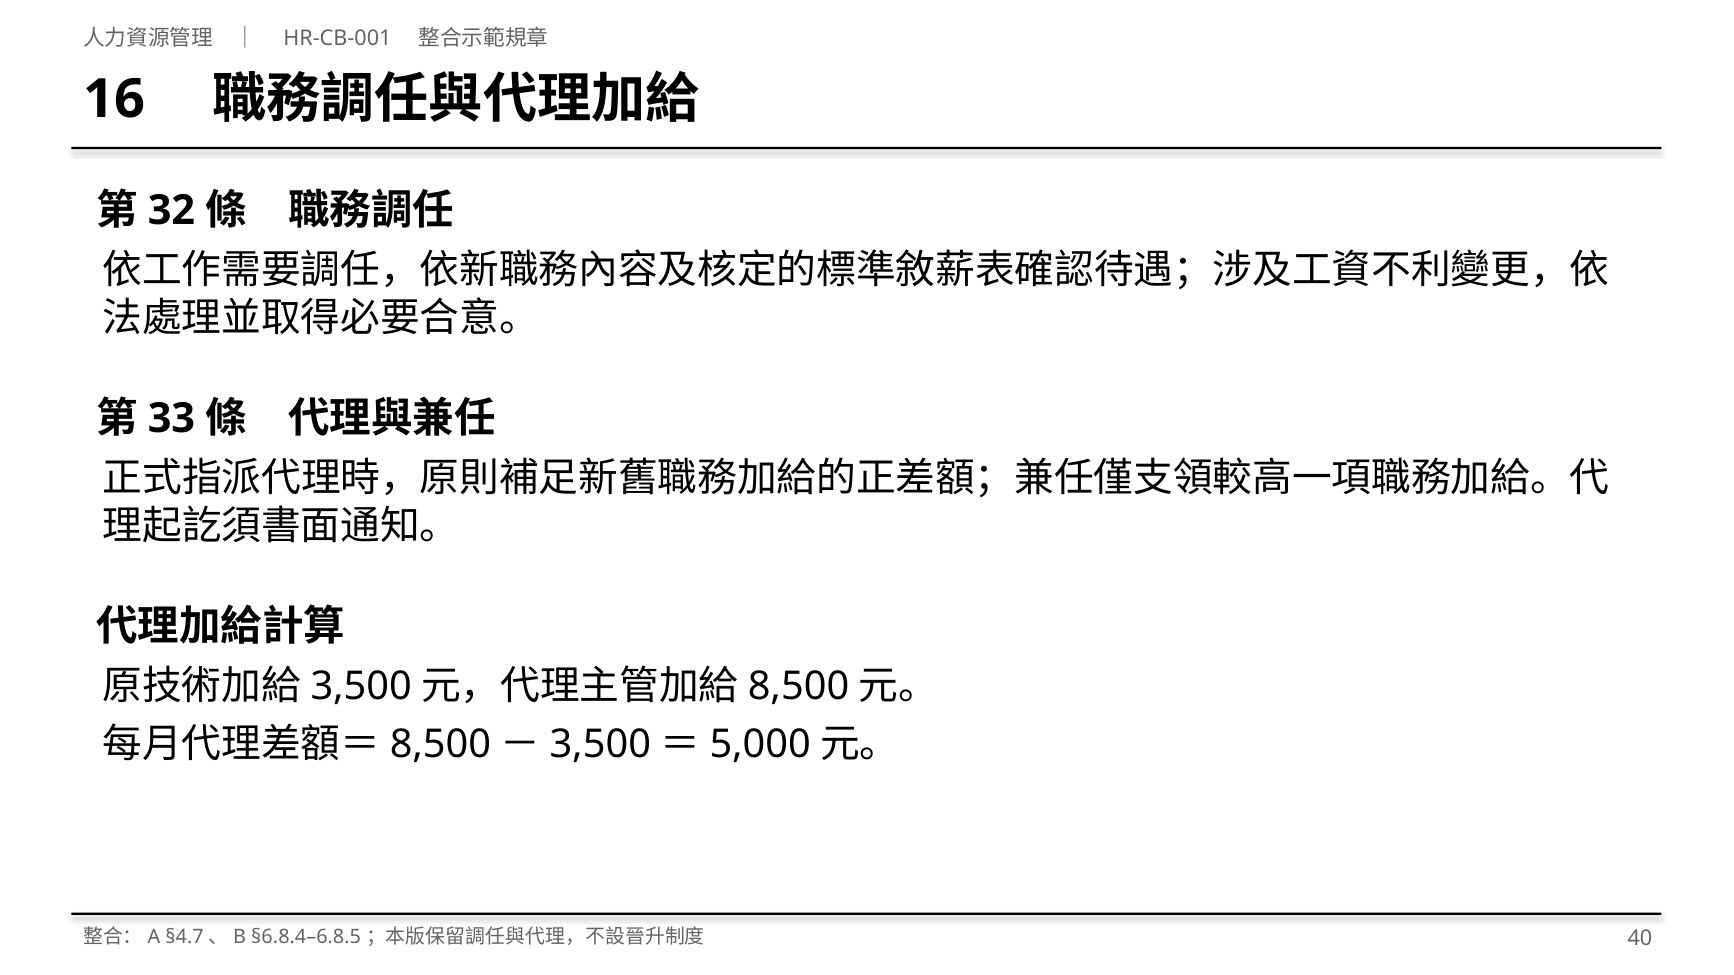 人力資源管理　｜　HR-CB-001　整合示範規章
16　職務調任與代理加給
第 32 條　職務調任
依工作需要調任，依新職務內容及核定的標準敘薪表確認待遇；涉及工資不利變更，依
法處理並取得必要合意。
第 33 條　代理與兼任
正式指派代理時，原則補足新舊職務加給的正差額；兼任僅支領較高一項職務加給。代
理起訖須書面通知。
代理加給計算
原技術加給 3,500 元，代理主管加給 8,500 元。
每月代理差額＝ 8,500 － 3,500 ＝ 5,000 元。
整合： A §4.7 、 B §6.8.4–6.8.5 ；本版保留調任與代理，不設晉升制度
40